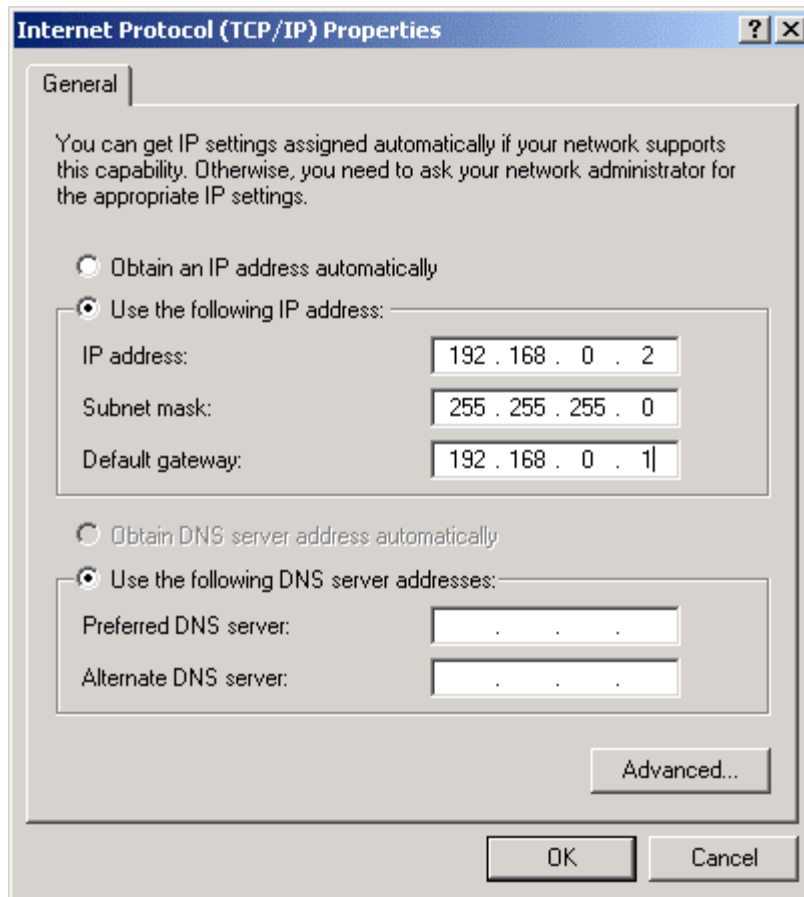 Internet Protocol (TCP/IP) Properties
General
You can get IP settings assigned automatically if your network supports
this capability. Otherwise, you need to ask your network administrator for
the appropriate IP settings.
Obtain an IP address automatically
Use the following IP address:
IP address: 192 . 168 . 0 . 2
Subnet mask: 255 . 255 . 255 . 0
Default gateway: 192 . 168 . 0 . 1
Obtain DNS server address automatically
Use the following DNS server addresses:
Preferred DNS server: . . .
Alternate DNS server: . . .
Advanced...
OK Cancel